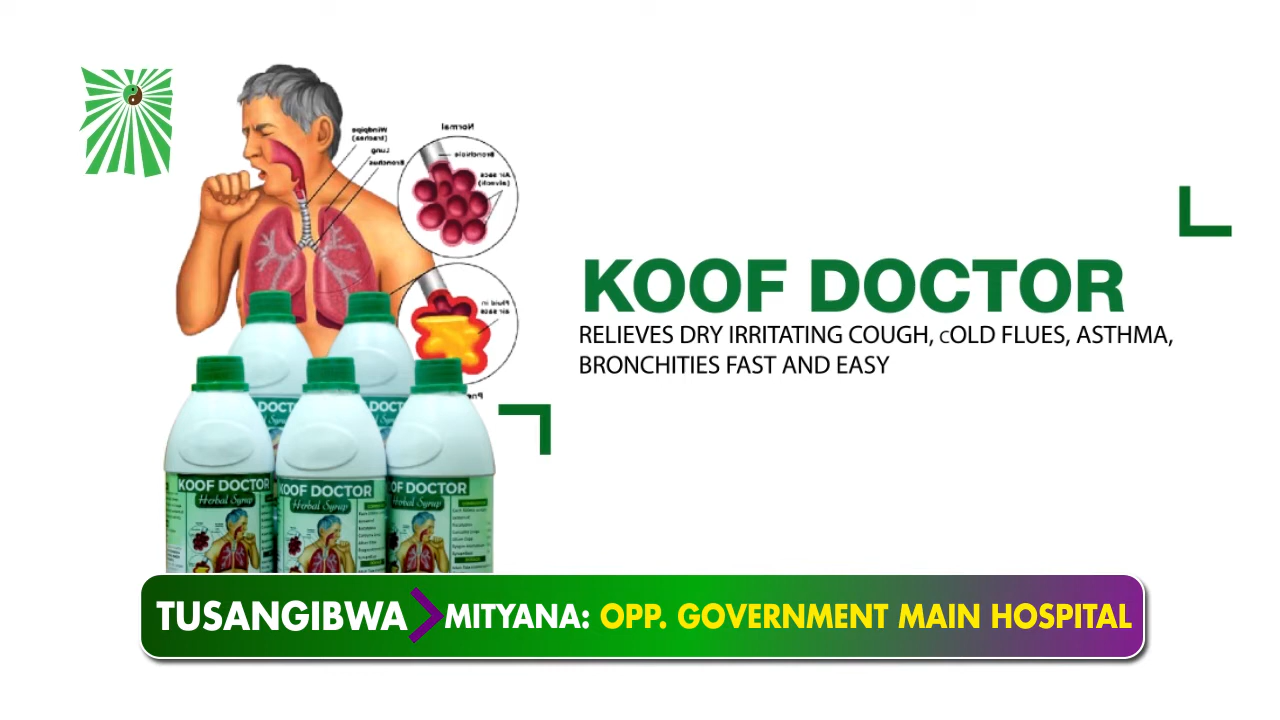 Normal
Windpipe
(trachea)
Lung
Bronchus
Bronchiole
Air sacs
(alveoli)
Fluid in
air sacs
KOOF DOCTOR
RELIEVES DRY IRRITATING COUGH, cOLD FLUES, ASTHMA,
BRONCHITIES FAST AND EASY
KOOF DOCTOR
Herbal Syrup
KOOF DOCTOR
Herbal Syrup
KOOF DOCTOR
Herbal Syrup
TUSANGIBWA
MITYANA: OPP. GOVERNMENT MAIN HOSPITAL